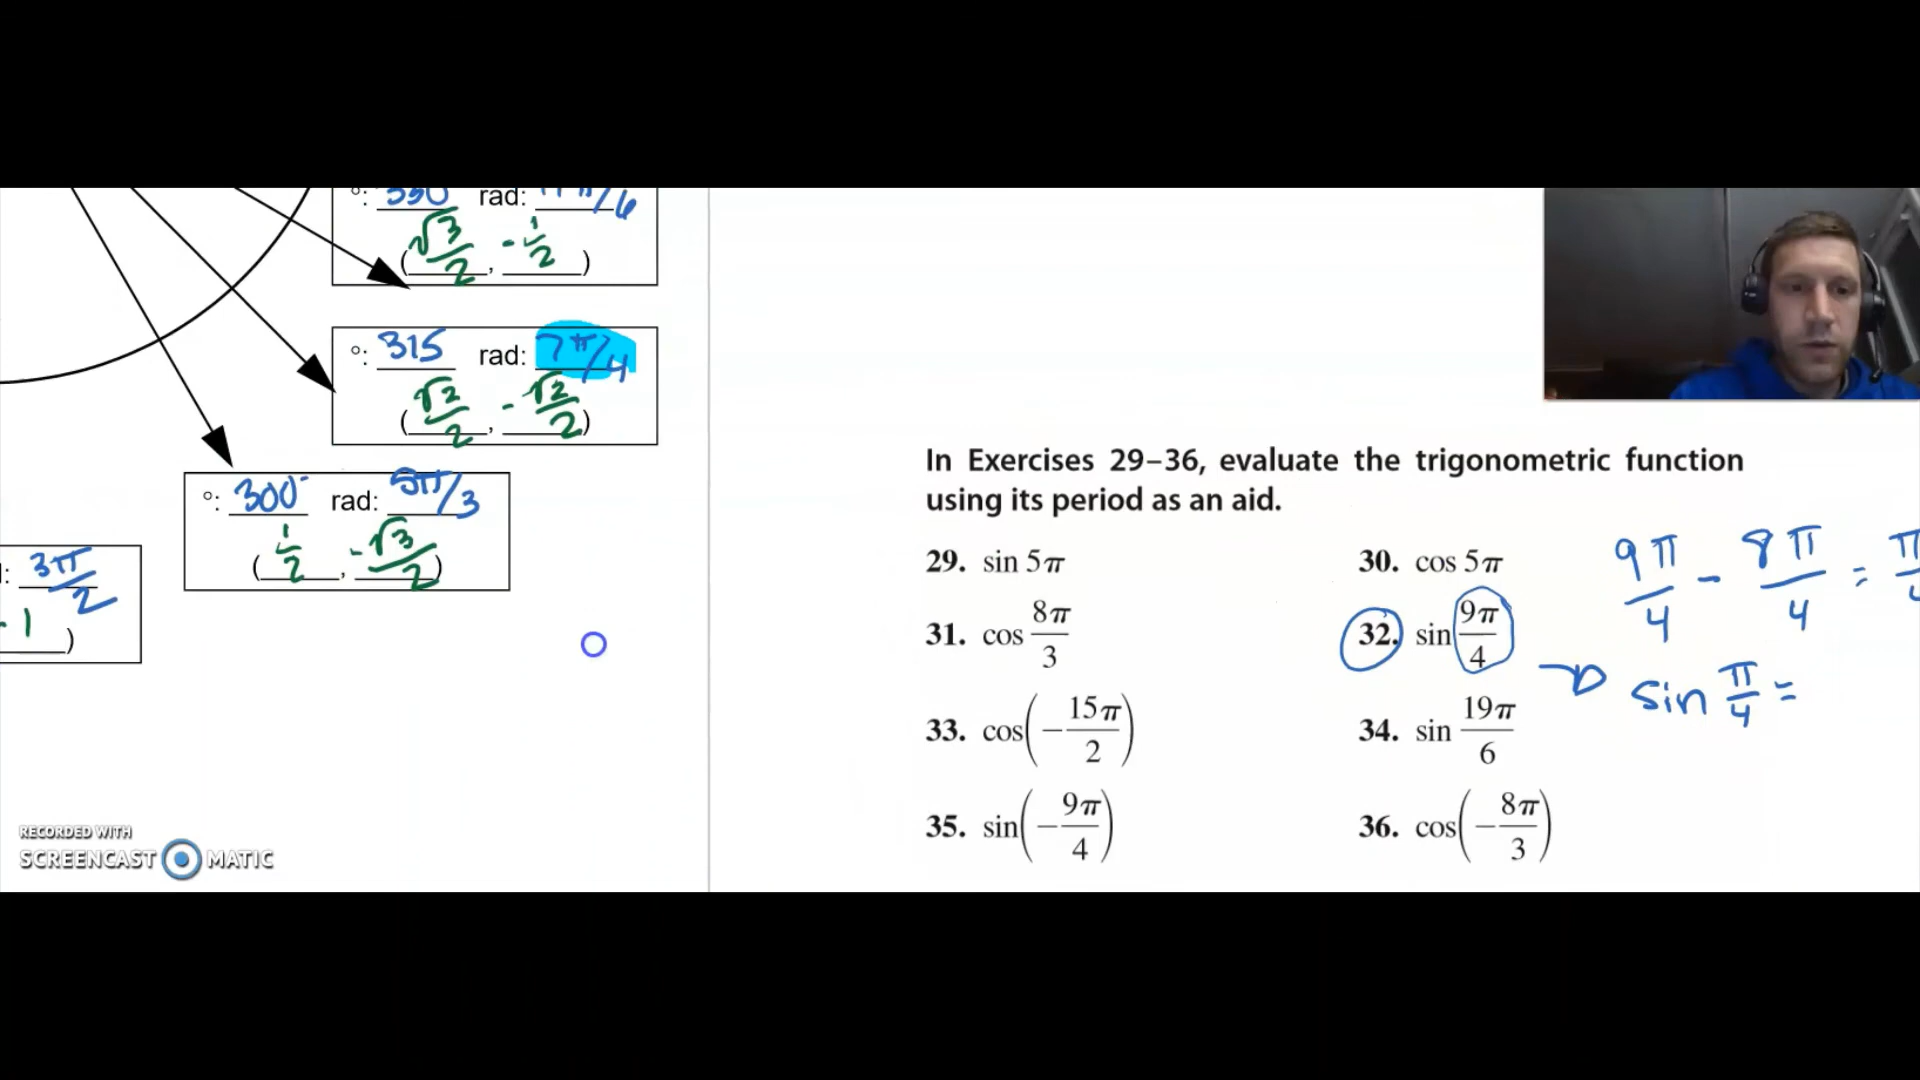 °: 330 rad: 11π/6
(√3/2, -1/2)
°: 315 rad: 7π/4
(√2/2, -√2/2)
°: 300° rad: 5π/3
(1/2, -√3/2)
: 3π/2
-1)
RECORDED WITH
SCREENCAST MATIC
In Exercises 29–36, evaluate the trigonometric function
using its period as an aid.
29. sin 5π
30. cos 5π
31. cos 8π/3
32. sin 9π/4
33. cos(-15π/2)
34. sin 19π/6
35. sin(-9π/4)
36. cos(-8π/3)
9π/4 - 8π/4 = π/4
sin π/4 =